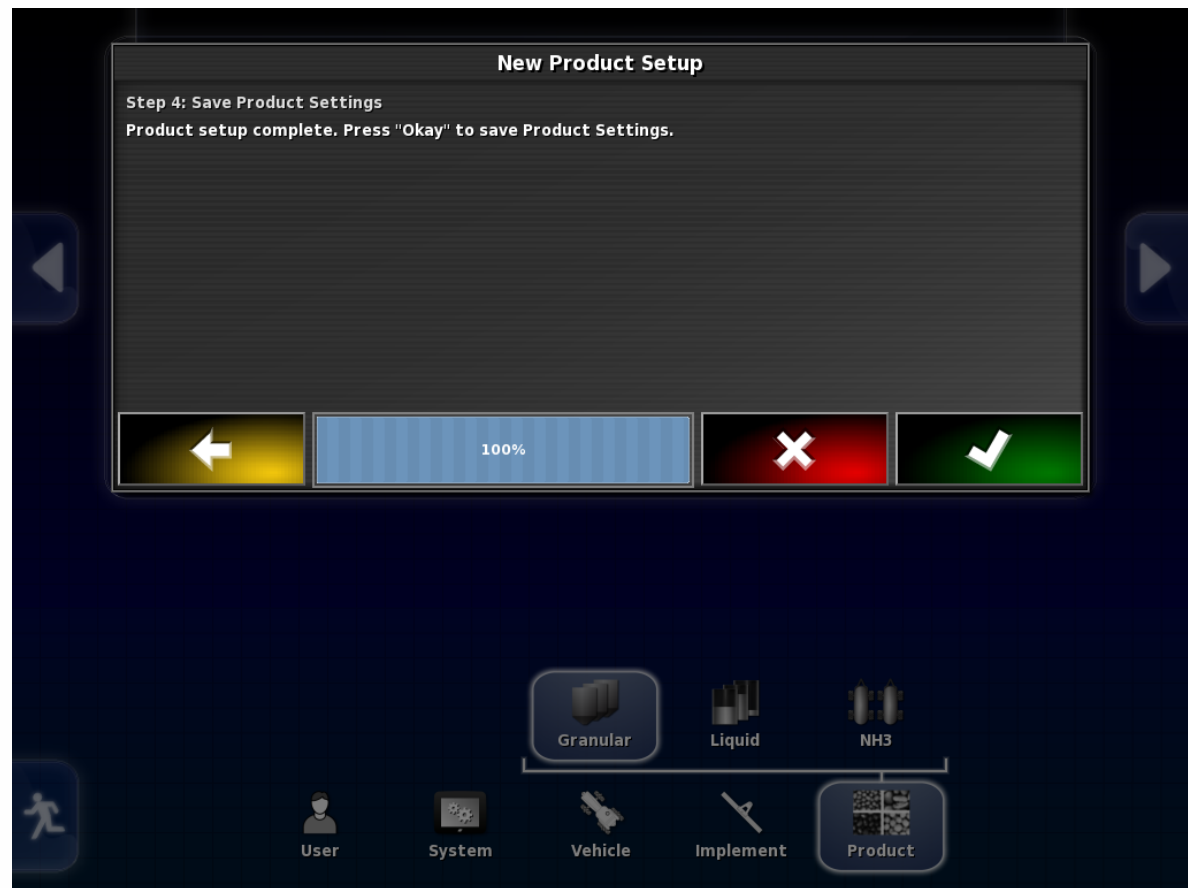 New Product Setup
Step 4: Save Product Settings
Product setup complete. Press "Okay" to save Product Settings.
100%
Granular
Liquid
NH3
User
System
Vehicle
Implement
Product